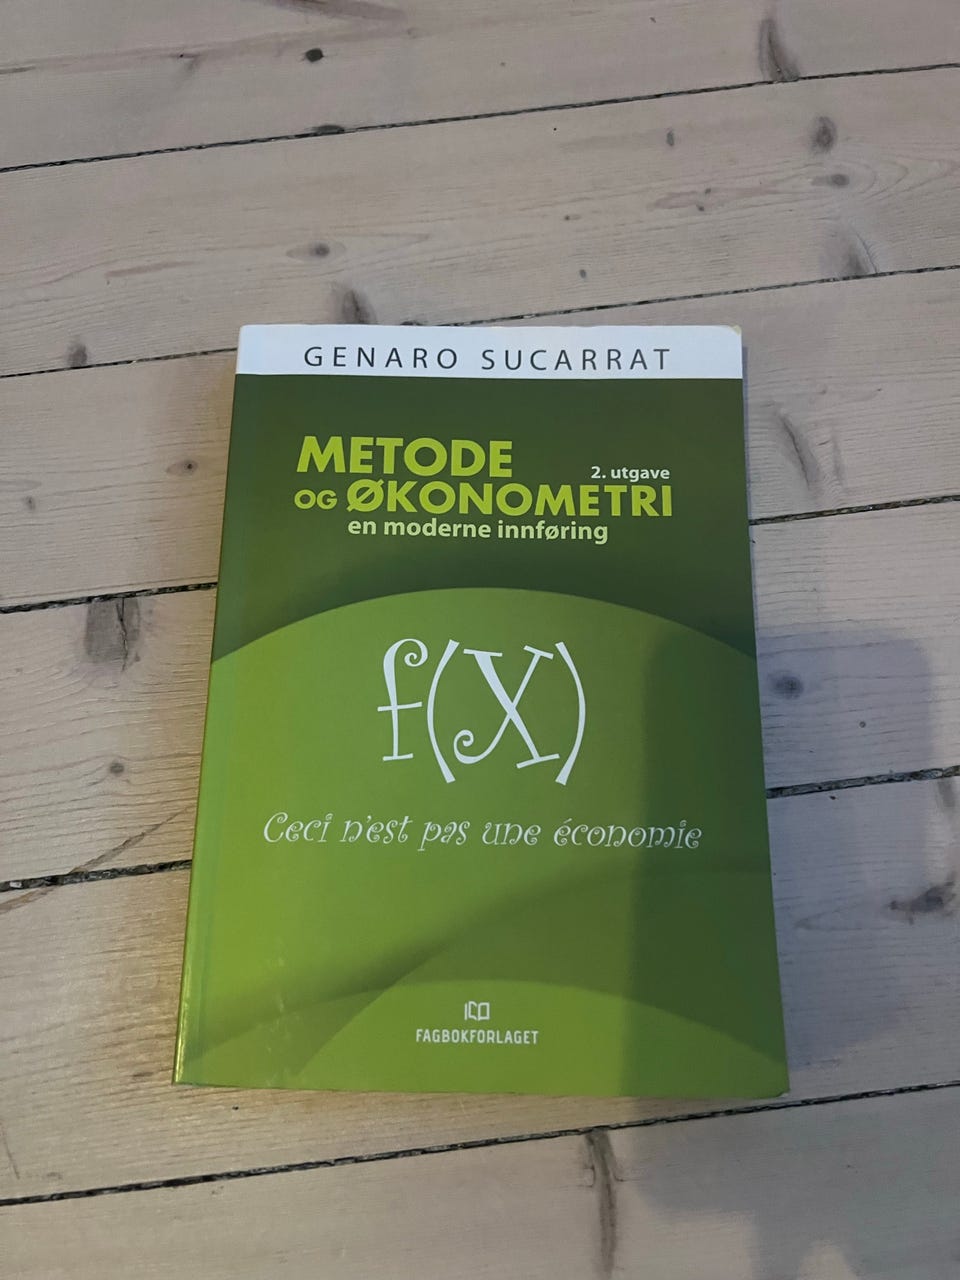 GENARO SUCARRAT
METODE
2. utgave
OG ØKONOMETRI
en moderne innføring
f(X)
Ceci n'est pas une économie
FAGBOKFORLAGET